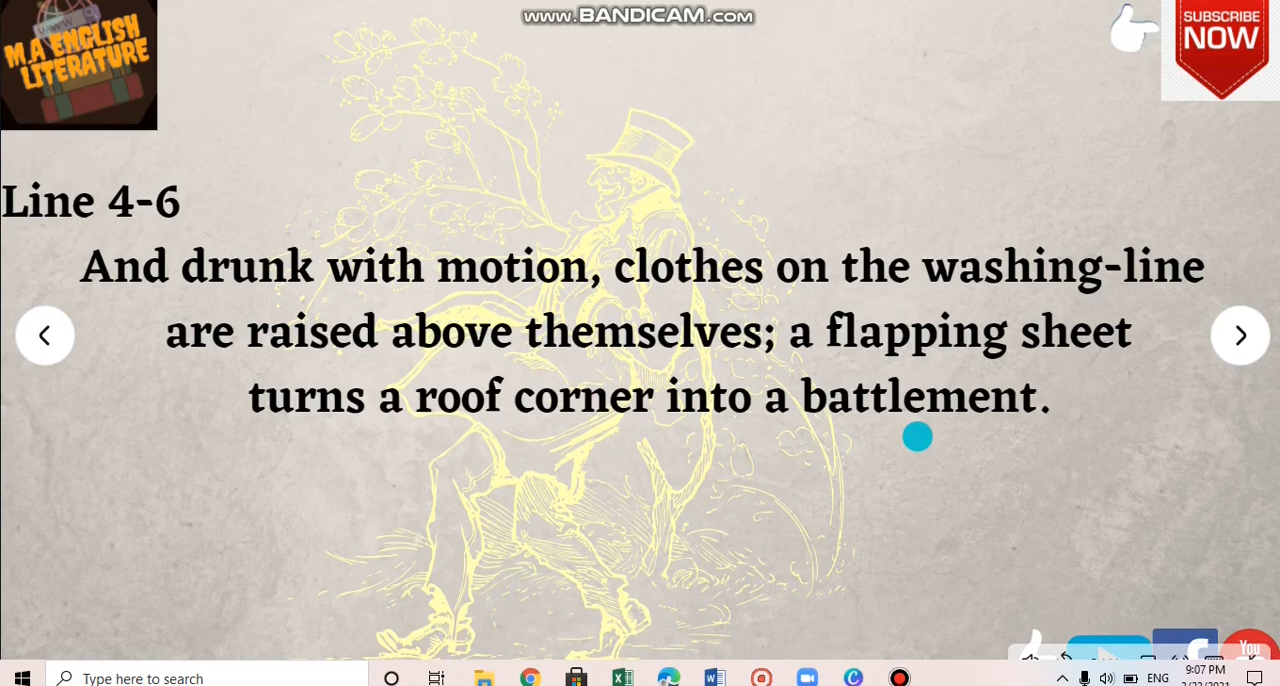 www.BANDICAM.com
M.A ENGLISH
LITERATURE
SUBSCRIBE
NOW
Line 4-6
And drunk with motion, clothes on the washing-line
are raised above themselves; a flapping sheet
turns a roof corner into a battlement.
You
Type here to search
ENG
9:07 PM